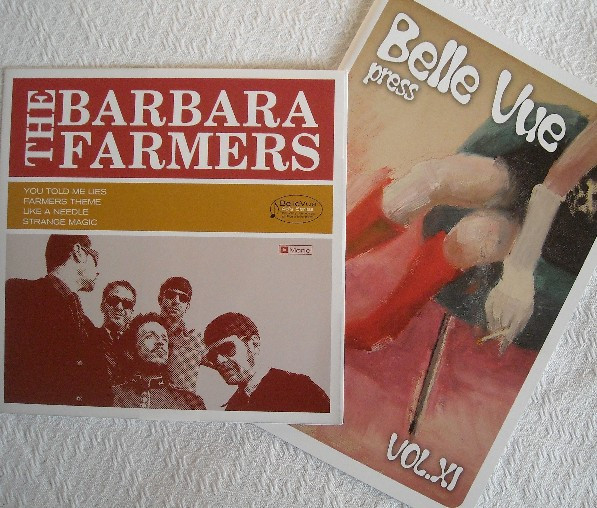 THE BARBARA
FARMERS
YOU TOLD ME LIES
FARMERS THEME
LIKE A NEEDLE
STRANGE MAGIC
BelleVue
Mono
Belle Vue
press
VOL.XI